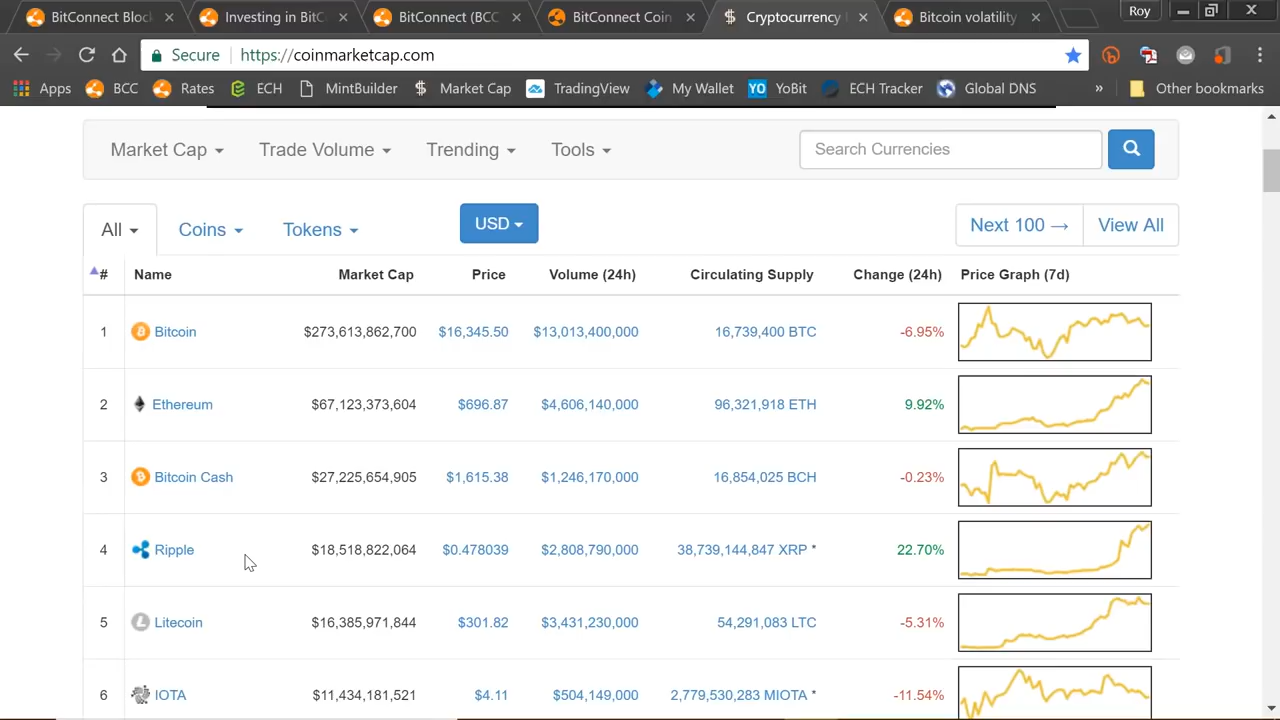 BitConnect Block
Investing in BitC
BitConnect (BCC
BitConnect Coin
Cryptocurrency
Bitcoin volatility
Roy
Secure https://coinmarketcap.com
Apps BCC Rates ECH MintBuilder Market Cap TradingView My Wallet YO YoBit ECH Tracker Global DNS » Other bookmarks
Market Cap Trade Volume Trending Tools Search Currencies
All Coins Tokens USD Next 100 → View All
# Name Market Cap Price Volume (24h) Circulating Supply Change (24h) Price Graph (7d)
1 Bitcoin $273,613,862,700 $16,345.50 $13,013,400,000 16,739,400 BTC -6.95%
2 Ethereum $67,123,373,604 $696.87 $4,606,140,000 96,321,918 ETH 9.92%
3 Bitcoin Cash $27,225,654,905 $1,615.38 $1,246,170,000 16,854,025 BCH -0.23%
4 Ripple $18,518,822,064 $0.478039 $2,808,790,000 38,739,144,847 XRP * 22.70%
5 Litecoin $16,385,971,844 $301.82 $3,431,230,000 54,291,083 LTC -5.31%
6 IOTA $11,434,181,521 $4.11 $504,149,000 2,779,530,283 MIOTA * -11.54%